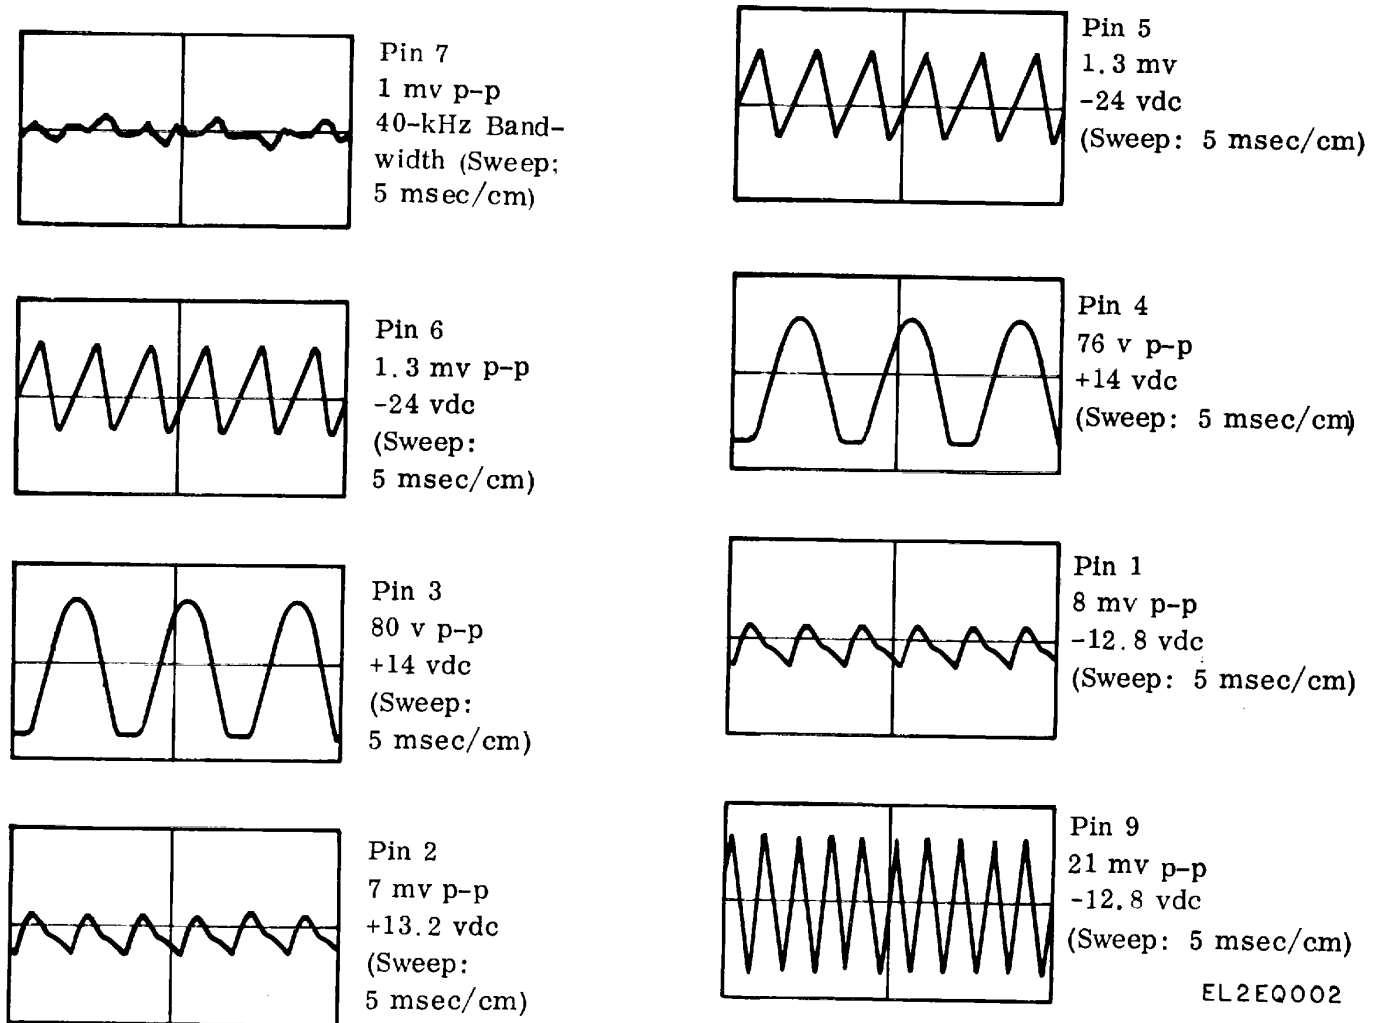 Pin 7
1 mv p-p
40-kHz Band-
width (Sweep;
5 msec/cm)
Pin 6
1.3 mv p-p
-24 vdc
(Sweep:
5 msec/cm)
Pin 3
80 v p-p
+14 vdc
(Sweep:
5 msec/cm)
Pin 2
7 mv p-p
+13.2 vdc
(Sweep:
5 msec/cm)
Pin 5
1.3 mv
-24 vdc
(Sweep: 5 msec/cm)
Pin 4
76 v p-p
+14 vdc
(Sweep: 5 msec/cm)
Pin 1
8 mv p-p
-12.8 vdc
(Sweep: 5 msec/cm)
Pin 9
21 mv p-p
-12.8 vdc
(Sweep: 5 msec/cm)
EL2EQ002